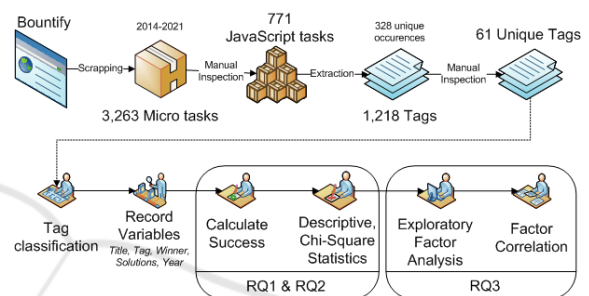 Bountify
Scrapping
2014-2021
3,263 Micro tasks
Manual
Inspection
771
JavaScript tasks
Extraction
328 unique
occurences
1,218 Tags
Manual
Inspection
61 Unique Tags
Tag
classification
Record
Variables
Title, Tag, Winner,
Solutions, Year
Calculate
Success
Descriptive,
Chi-Square
Statistics
RQ1 & RQ2
Exploratory
Factor
Analysis
Factor
Correlation
RQ3